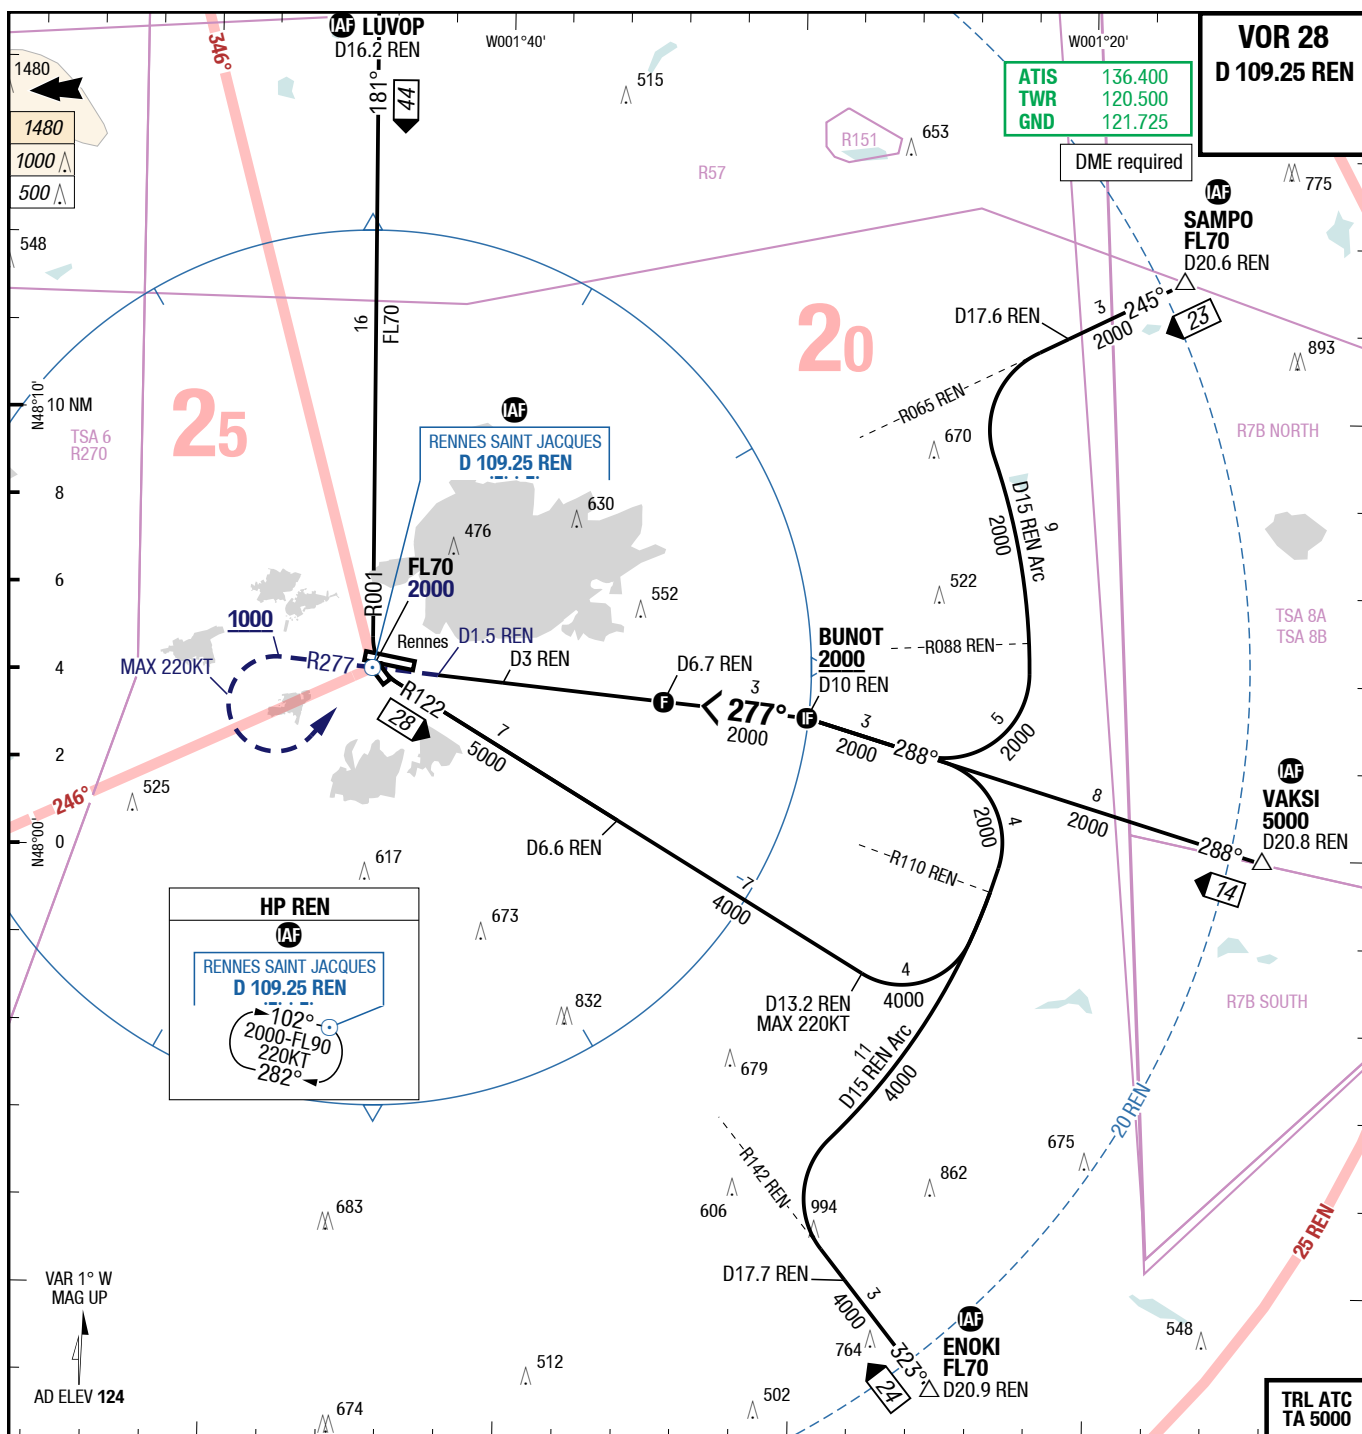 IAF LUVOP
D16.2 REN
W001°40'
W001°20'
VOR 28
D 109.25 REN
ATIS 136.400
TWR 120.500
GND 121.725
DME required
1480
1480
1000
500
548
346°
181°
44
515
653
R151
R57
775
IAF
SAMPO
FL70
D20.6 REN
245°
23
3
2000
D17.6 REN
16
FL70
25
20
893
N48°10'
10 NM
8
6
4
2
0
N48°00'
TSA 6
R270
IAF
RENNES SAINT JACQUES
D 109.25 REN
R065 REN
670
R7B NORTH
630
476
D15 REN Arc
9
2000
FL70
2000
R001
552
522
TSA 8A
TSA 8B
1000
Rennes
D1.5 REN
BUNOT
2000
D10 REN
R088 REN
MAX 220KT
R277
D3 REN
D6.7 REN
F
3
277°
2000
IF
3
2000
288°
5
2000
R122
28
7
5000
525
246°
IAF
VAKSI
5000
D20.8 REN
8
2000
288°
14
4
2000
D6.6 REN
R110 REN
617
7
4000
673
HP REN
IAF
RENNES SAINT JACQUES
D 109.25 REN
102°
2000-FL90
220KT
282°
4
4000
D13.2 REN
MAX 220KT
832
R7B SOUTH
679
11
D15 REN Arc
4000
20 REN
R142 REN
675
862
606
994
683
25 REN
D17.7 REN
3
4000
VAR 1° W
MAG UP
AD ELEV 124
764
323°
24
IAF
ENOKI
FL70
D20.9 REN
548
512
502
674
TRL ATC
TA 5000